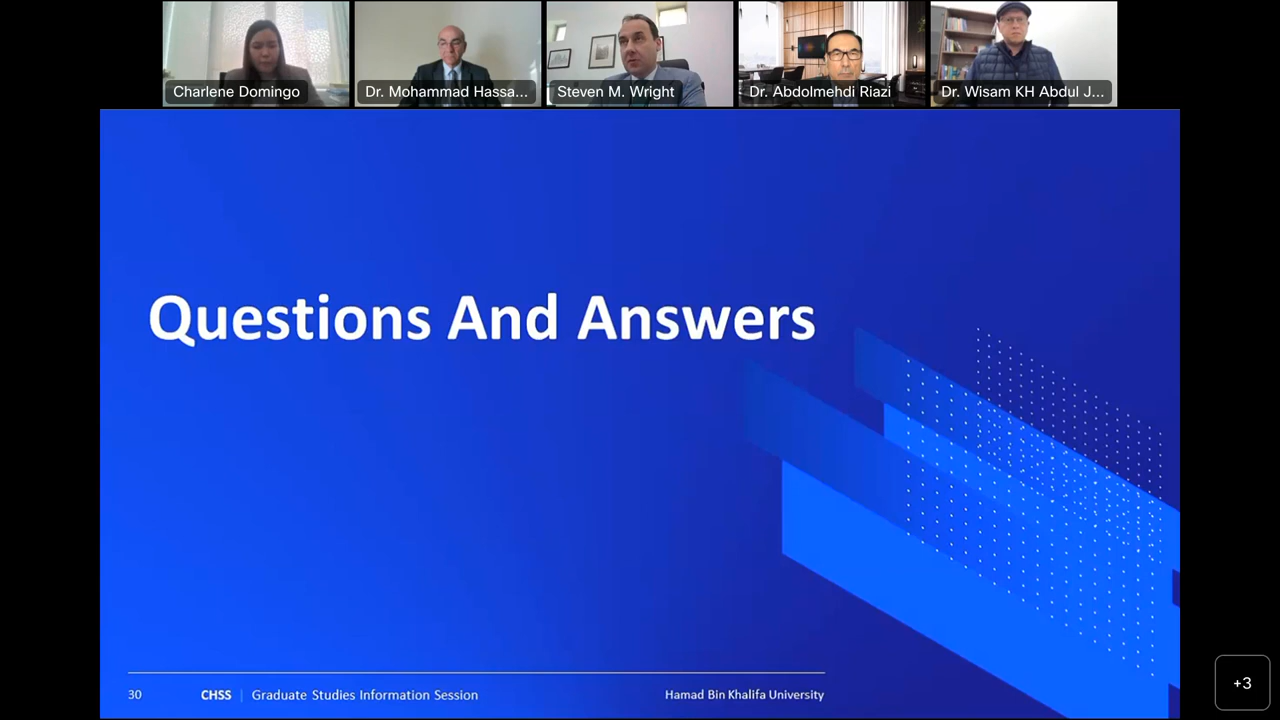 Charlene Domingo
Dr. Mohammad Hassa...
Steven M. Wright
Dr. Abdolmehdi Riazi
Dr. Wisam KH Abdul J...
Questions And Answers
30 CHSS | Graduate Studies Information Session Hamad Bin Khalifa University
+3